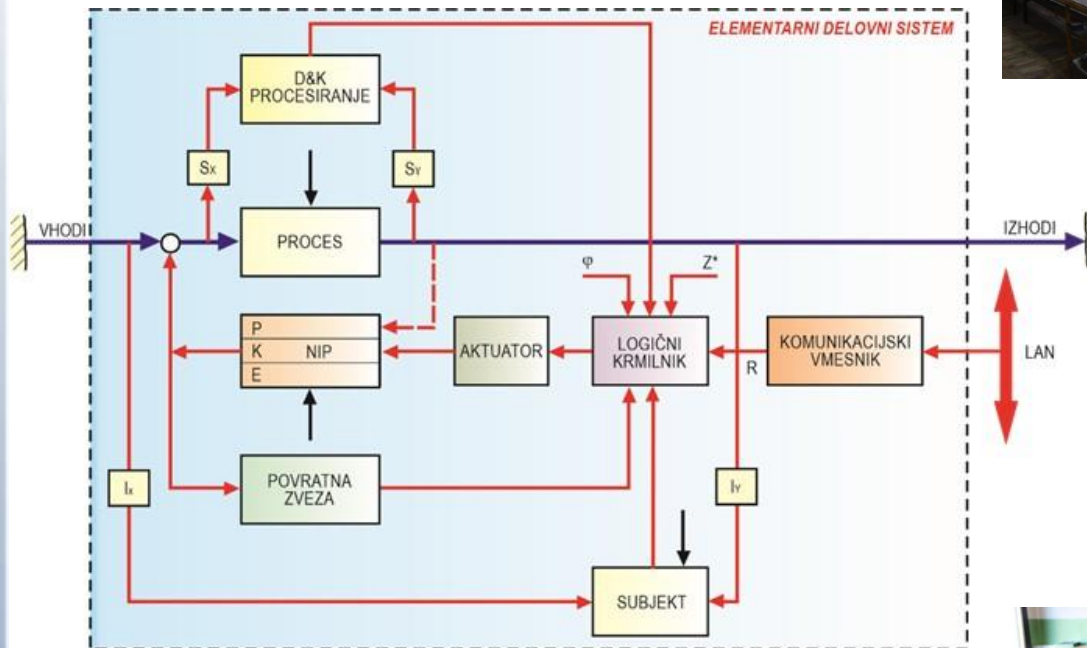 ELEMENTARNI DELOVNI SISTEM
D&K
PROCESIRANJE
Sx
SY
VHODI
PROCES
IZHODI
φ
Z*
P
K
E
NIP
AKTUATOR
LOGIČNI
KRMILNIK
R
KOMUNIKACIJSKI
VMESNIK
LAN
Ix
POVRATNA
ZVEZA
IY
SUBJEKT